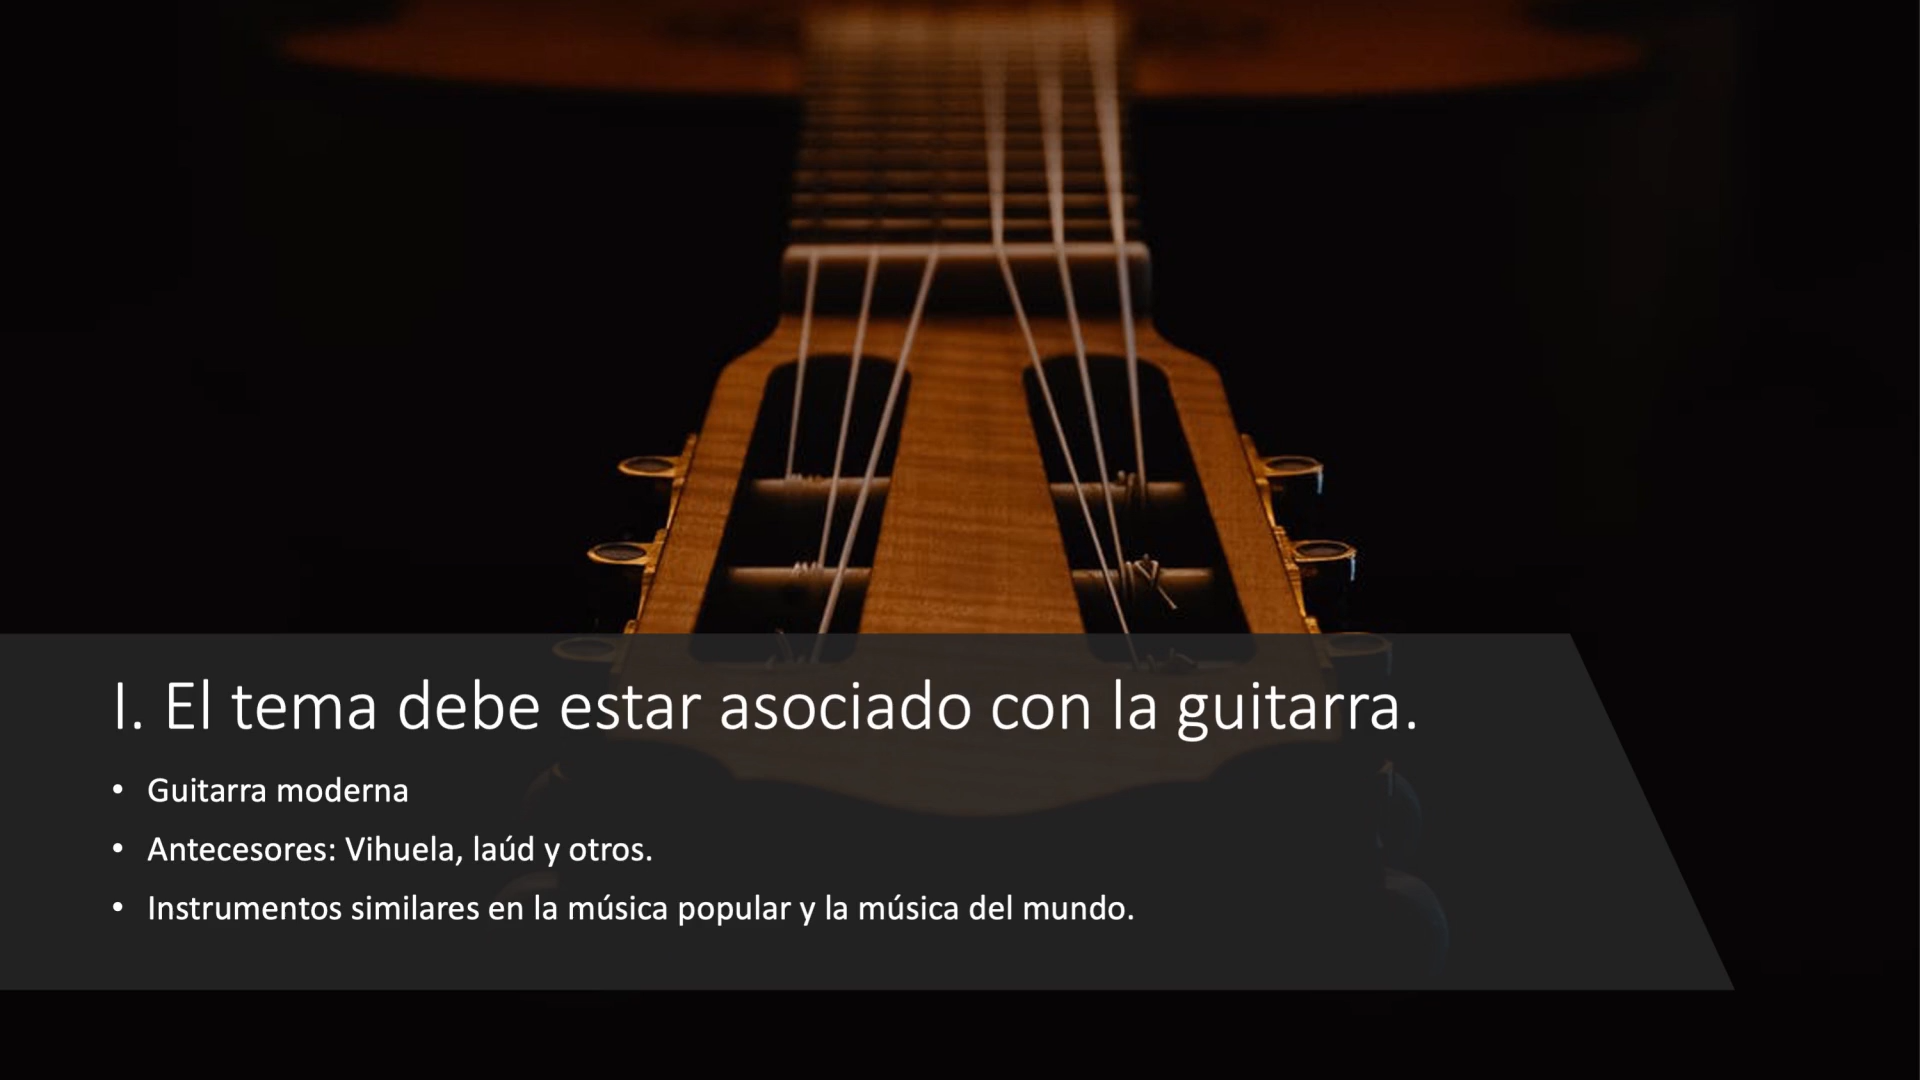 I. El tema debe estar asociado con la guitarra.
• Guitarra moderna
• Antecesores: Vihuela, laúd y otros.
• Instrumentos similares en la música popular y la música del mundo.